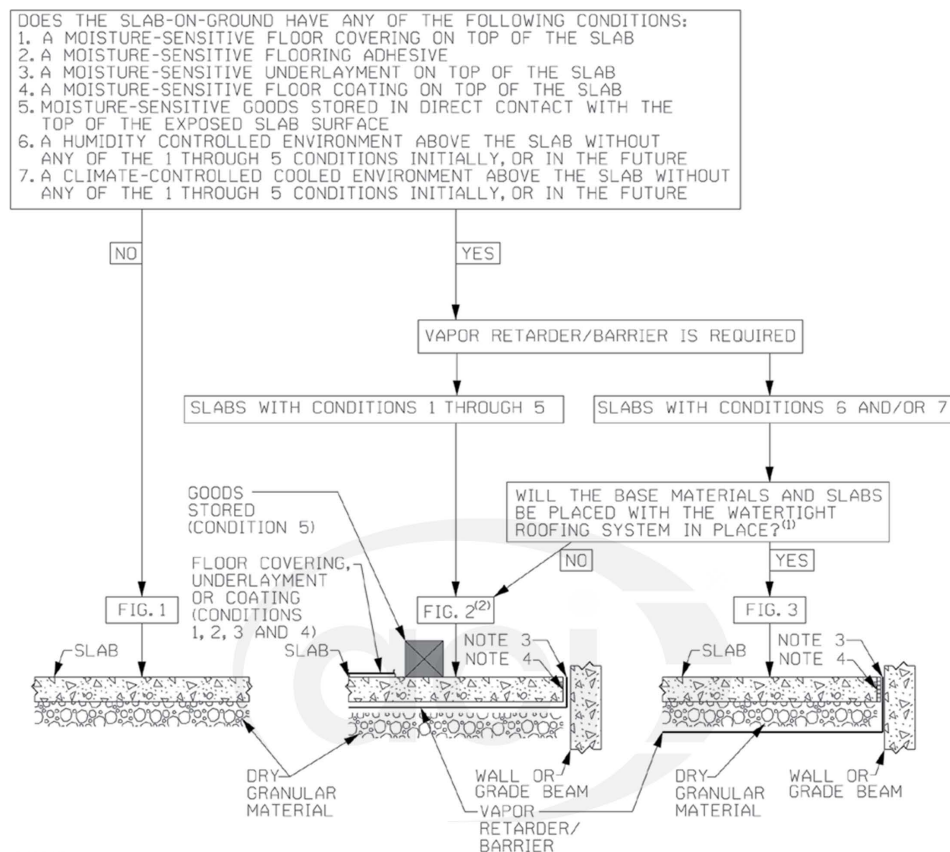 DOES THE SLAB-ON-GROUND HAVE ANY OF THE FOLLOWING CONDITIONS:
1. A MOISTURE-SENSITIVE FLOOR COVERING ON TOP OF THE SLAB
2. A MOISTURE-SENSITIVE FLOORING ADHESIVE
3. A MOISTURE-SENSITIVE UNDERLAYMENT ON TOP OF THE SLAB
4. A MOISTURE-SENSITIVE FLOOR COATING ON TOP OF THE SLAB
5. MOISTURE-SENSITIVE GOODS STORED IN DIRECT CONTACT WITH THE
TOP OF THE EXPOSED SLAB SURFACE
6. A HUMIDITY CONTROLLED ENVIRONMENT ABOVE THE SLAB WITHOUT
ANY OF THE 1 THROUGH 5 CONDITIONS INITIALLY, OR IN THE FUTURE
7. A CLIMATE-CONTROLLED COOLED ENVIRONMENT ABOVE THE SLAB WITHOUT
ANY OF THE 1 THROUGH 5 CONDITIONS INITIALLY, OR IN THE FUTURE
NO
YES
VAPOR RETARDER/BARRIER IS REQUIRED
SLABS WITH CONDITIONS 1 THROUGH 5
SLABS WITH CONDITIONS 6 AND/OR 7
WILL THE BASE MATERIALS AND SLABS
BE PLACED WITH THE WATERTIGHT
ROOFING SYSTEM IN PLACE?(1)
NO
YES
GOODS
STORED
(CONDITION 5)
FLOOR COVERING,
UNDERLAYMENT
OR COATING
(CONDITIONS
1, 2, 3 AND 4)
FIG. 1
FIG. 2(2)
FIG. 3
SLAB
SLAB
NOTE 3
NOTE 4
SLAB
NOTE 3
NOTE 4
aci
DRY
GRANULAR
MATERIAL
WALL OR
GRADE BEAM
VAPOR
RETARDER/
BARRIER
DRY
GRANULAR
MATERIAL
WALL OR
GRADE BEAM